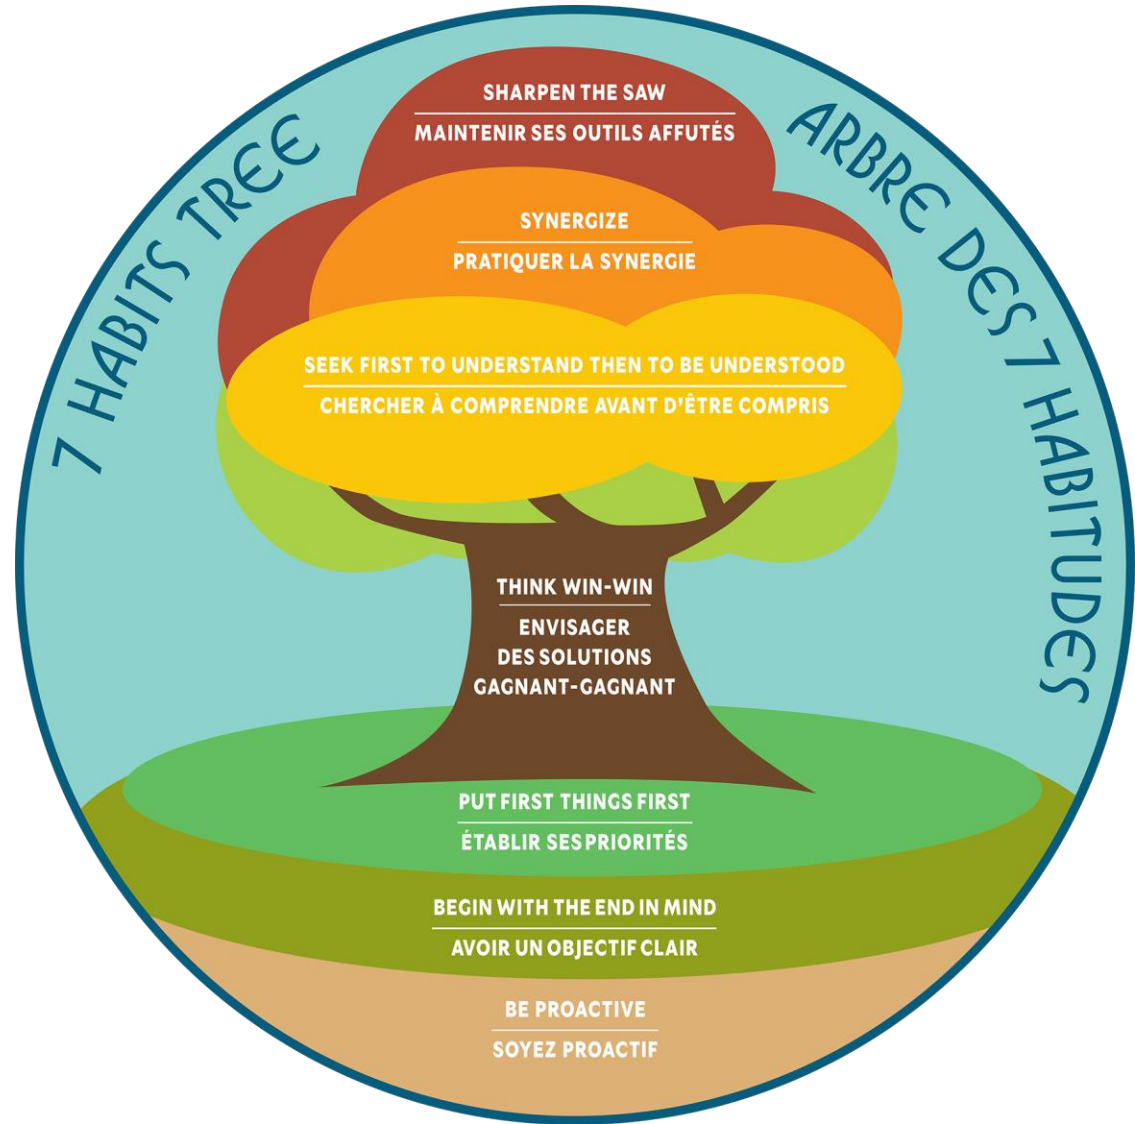 7 HABITS TREE
ARBRE DES 7 HABITUDES
SHARPEN THE SAW
MAINTENIR SES OUTILS AFFUTÉS
SYNERGIZE
PRATIQUER LA SYNERGIE
SEEK FIRST TO UNDERSTAND THEN TO BE UNDERSTOOD
CHERCHER À COMPRENDRE AVANT D'ÊTRE COMPRIS
THINK WIN-WIN
ENVISAGER
DES SOLUTIONS
GAGNANT-GAGNANT
PUT FIRST THINGS FIRST
ÉTABLIR SES PRIORITÉS
BEGIN WITH THE END IN MIND
AVOIR UN OBJECTIF CLAIR
BE PROACTIVE
SOYEZ PROACTIF